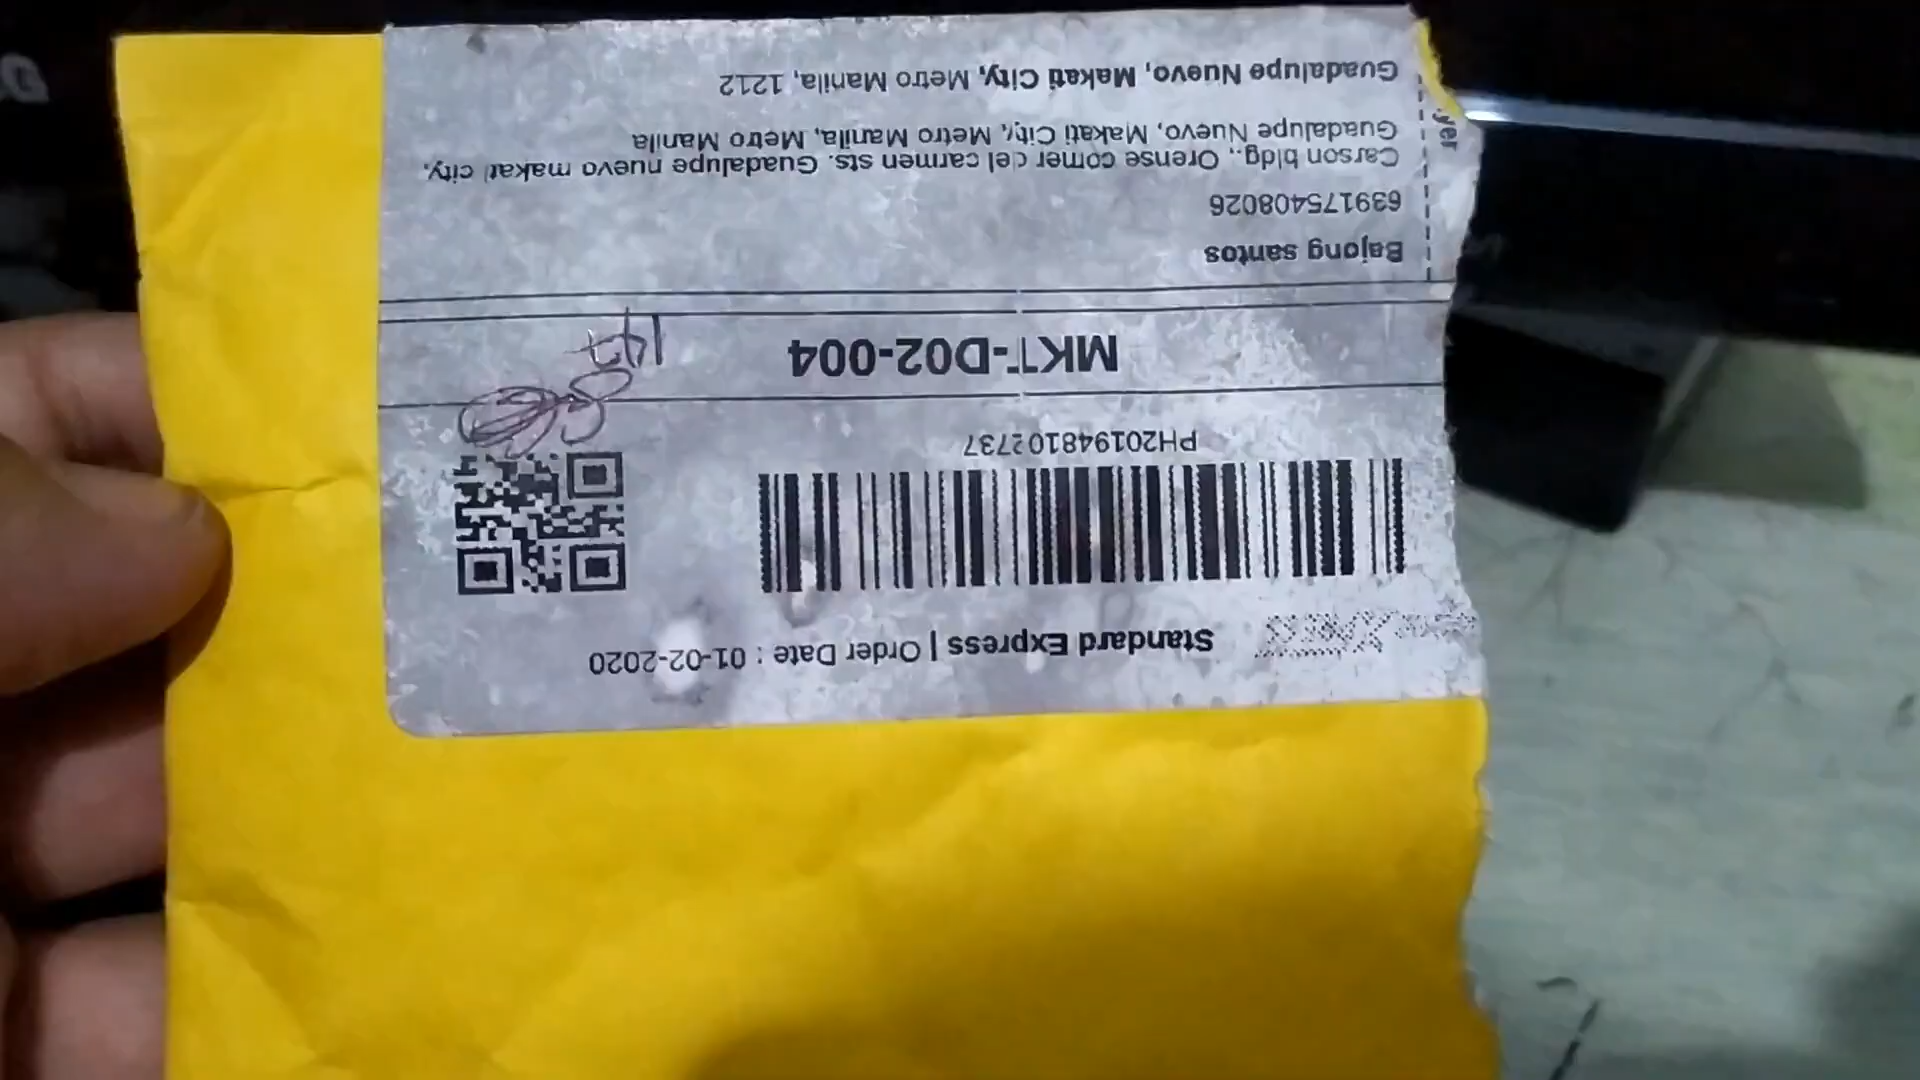 Standard Express | Order Date : 01-02-2020
PH201948102737
MKT-D02-004
147
Bajong santos
639175408026
Carson bldg., Orense corner del carmen sts. Guadalupe nuevo makati city,
Guadalupe Nuevo, Makati City, Metro Manila, Metro Manila
Guadalupe Nuevo, Makati City, Metro Manila, 1212